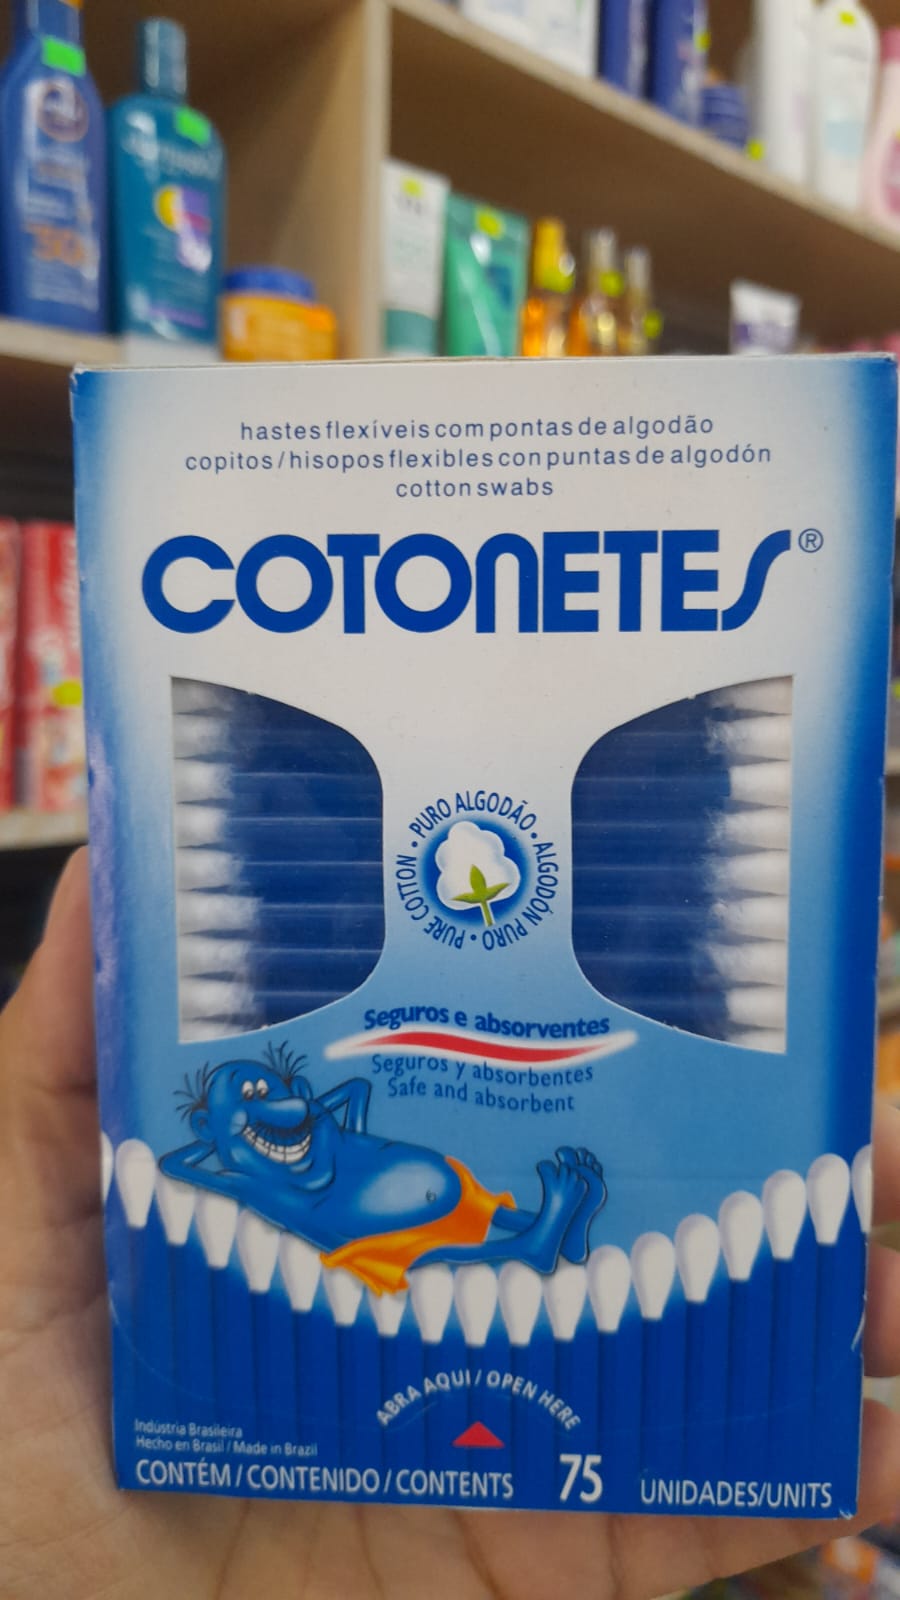 hastes flexíveis com pontas de algodão
copitos / hisopos flexibles con puntas de algodón
cotton swabs
COTONETES®
PURO ALGODÃO • ALGODÓN PURO • PURE COTTON •
Seguros e absorventes
Seguros y absorbentes
Safe and absorbent
ABRA AQUI / OPEN HERE
Indústria Brasileira
Hecho en Brasil / Made in Brazil
CONTÉM / CONTENIDO / CONTENTS 75 UNIDADES/UNITS